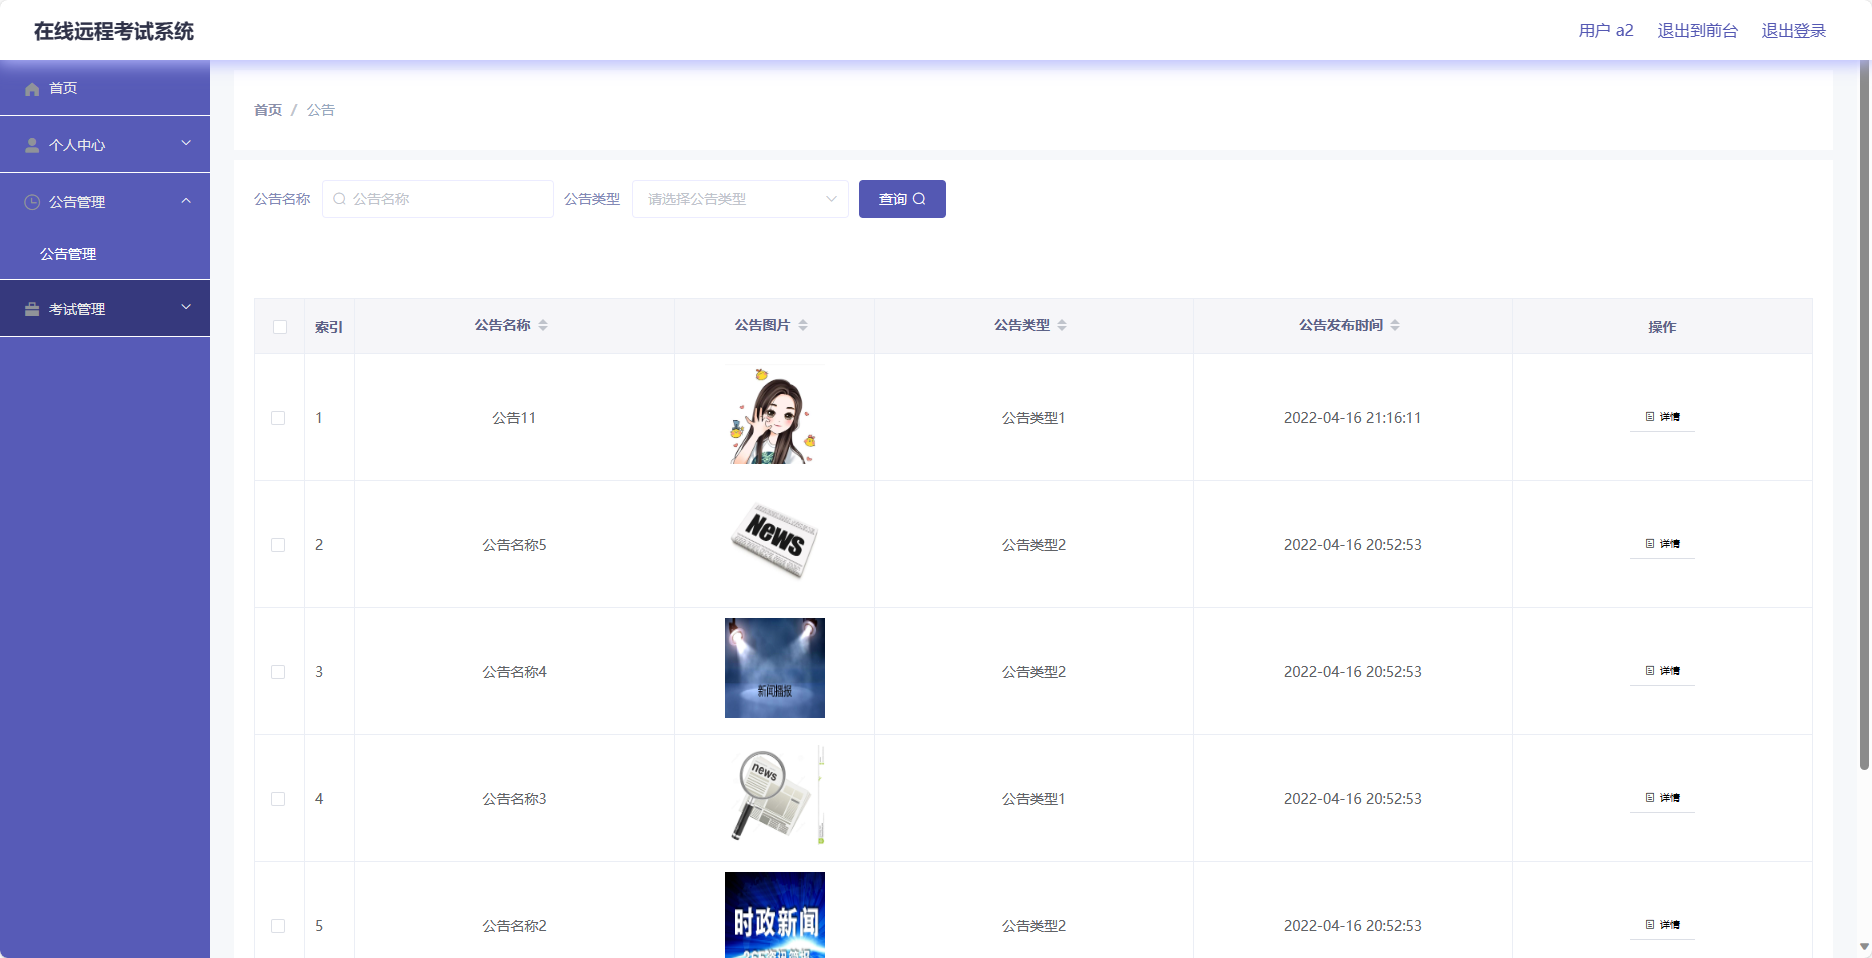 在线远程考试系统
用户 a2 退出到前台 退出登录
首页
个人中心
公告管理
公告管理
考试管理
首页 / 公告
公告名称 公告名称 公告类型 请选择公告类型 查询
索引 公告名称 公告图片 公告类型 公告发布时间 操作
1 公告11 公告类型1 2022-04-16 21:16:11 详情
2 公告名称5 News 公告类型2 2022-04-16 20:52:53 详情
3 公告名称4 新闻播报 公告类型2 2022-04-16 20:52:53 详情
4 公告名称3 news 公告类型1 2022-04-16 20:52:53 详情
5 公告名称2 时政新闻 公告类型2 2022-04-16 20:52:53 详情